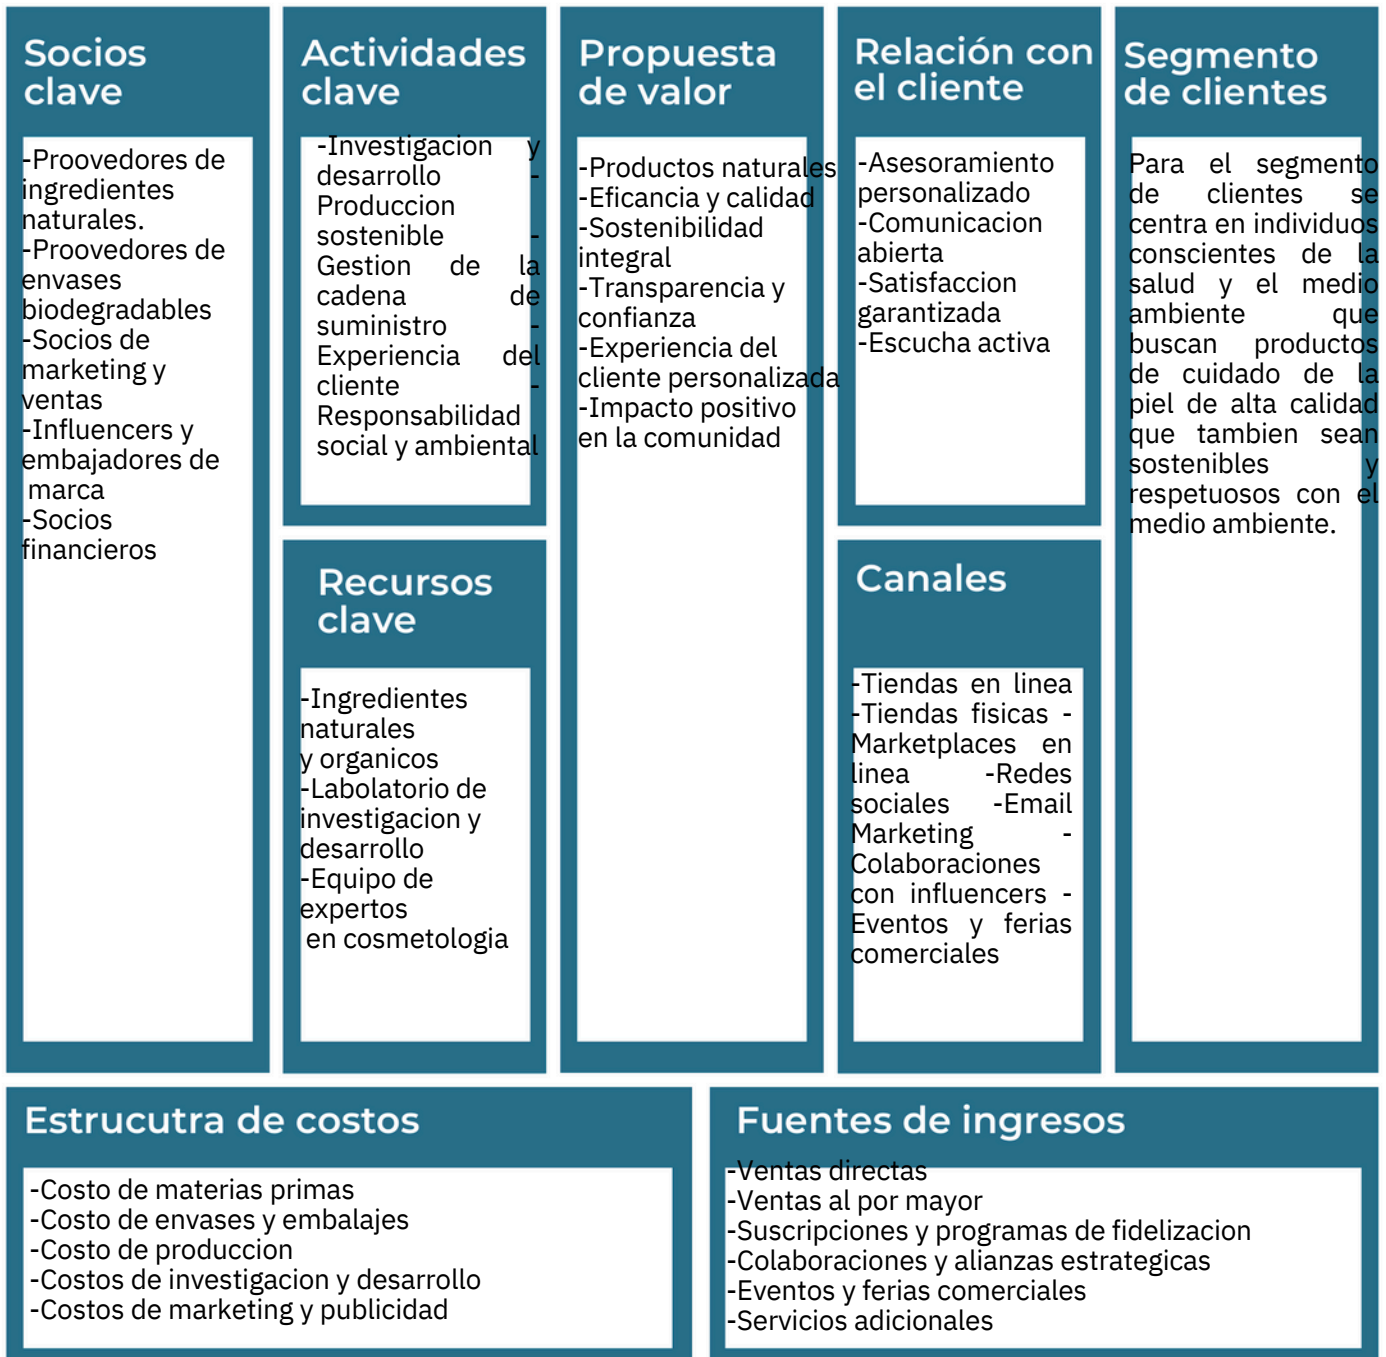 Socios
clave
-Proovedores de
ingredientes
naturales.
-Proovedores de
envases
biodegradables
-Socios de
marketing y
ventas
-Influencers y
embajadores de
marca
-Socios
financieros
Actividades
clave
-Investigacion y
desarrollo -
Produccion
sostenible -
Gestion de la
cadena de
suministro -
Experiencia del
cliente -
Responsabilidad
social y ambiental
Recursos
clave
-Ingredientes
naturales
y organicos
-Labolatorio de
investigacion y
desarrollo
-Equipo de
expertos
en cosmetologia
Propuesta
de valor
-Productos naturales
-Eficancia y calidad
-Sostenibilidad
integral
-Transparencia y
confianza
-Experiencia del
cliente personalizada
-Impacto positivo
en la comunidad
Relación con
el cliente
-Asesoramiento
personalizado
-Comunicacion
abierta
-Satisfaccion
garantizada
-Escucha activa
Canales
-Tiendas en linea
-Tiendas fisicas -
Marketplaces en
linea -Redes
sociales -Email
Marketing -
Colaboraciones
con influencers -
Eventos y ferias
comerciales
Segmento
de clientes
Para el segmento
de clientes se
centra en individuos
conscientes de la
salud y el medio
ambiente que
buscan productos
de cuidado de la
piel de alta calidad
que tambien sean
sostenibles y
respetuosos con el
medio ambiente.
Estrucutra de costos
-Costo de materias primas
-Costo de envases y embalajes
-Costo de produccion
-Costos de investigacion y desarrollo
-Costos de marketing y publicidad
Fuentes de ingresos
-Ventas directas
-Ventas al por mayor
-Suscripciones y programas de fidelizacion
-Colaboraciones y alianzas estrategicas
-Eventos y ferias comerciales
-Servicios adicionales